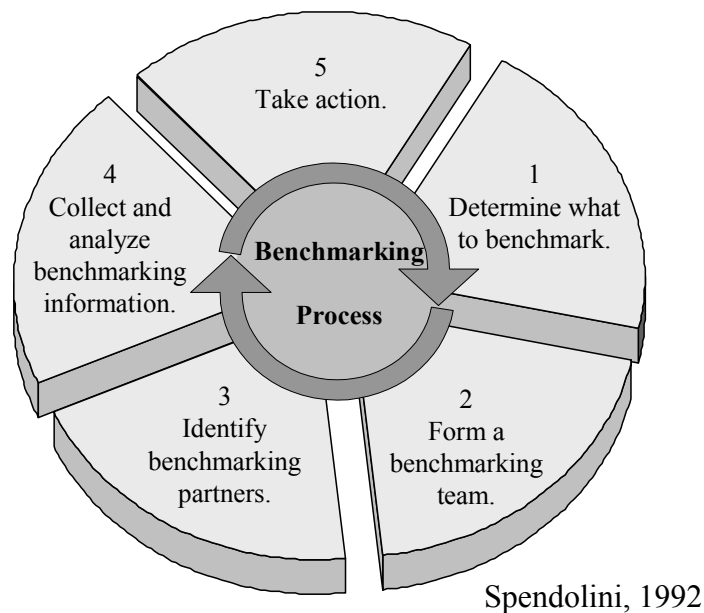 5
Take action.
1
Determine what
to benchmark.
4
Collect and
analyze
benchmarking
information.
Benchmarking
Process
3
Identify
benchmarking
partners.
2
Form a
benchmarking
team.
Spendolini, 1992